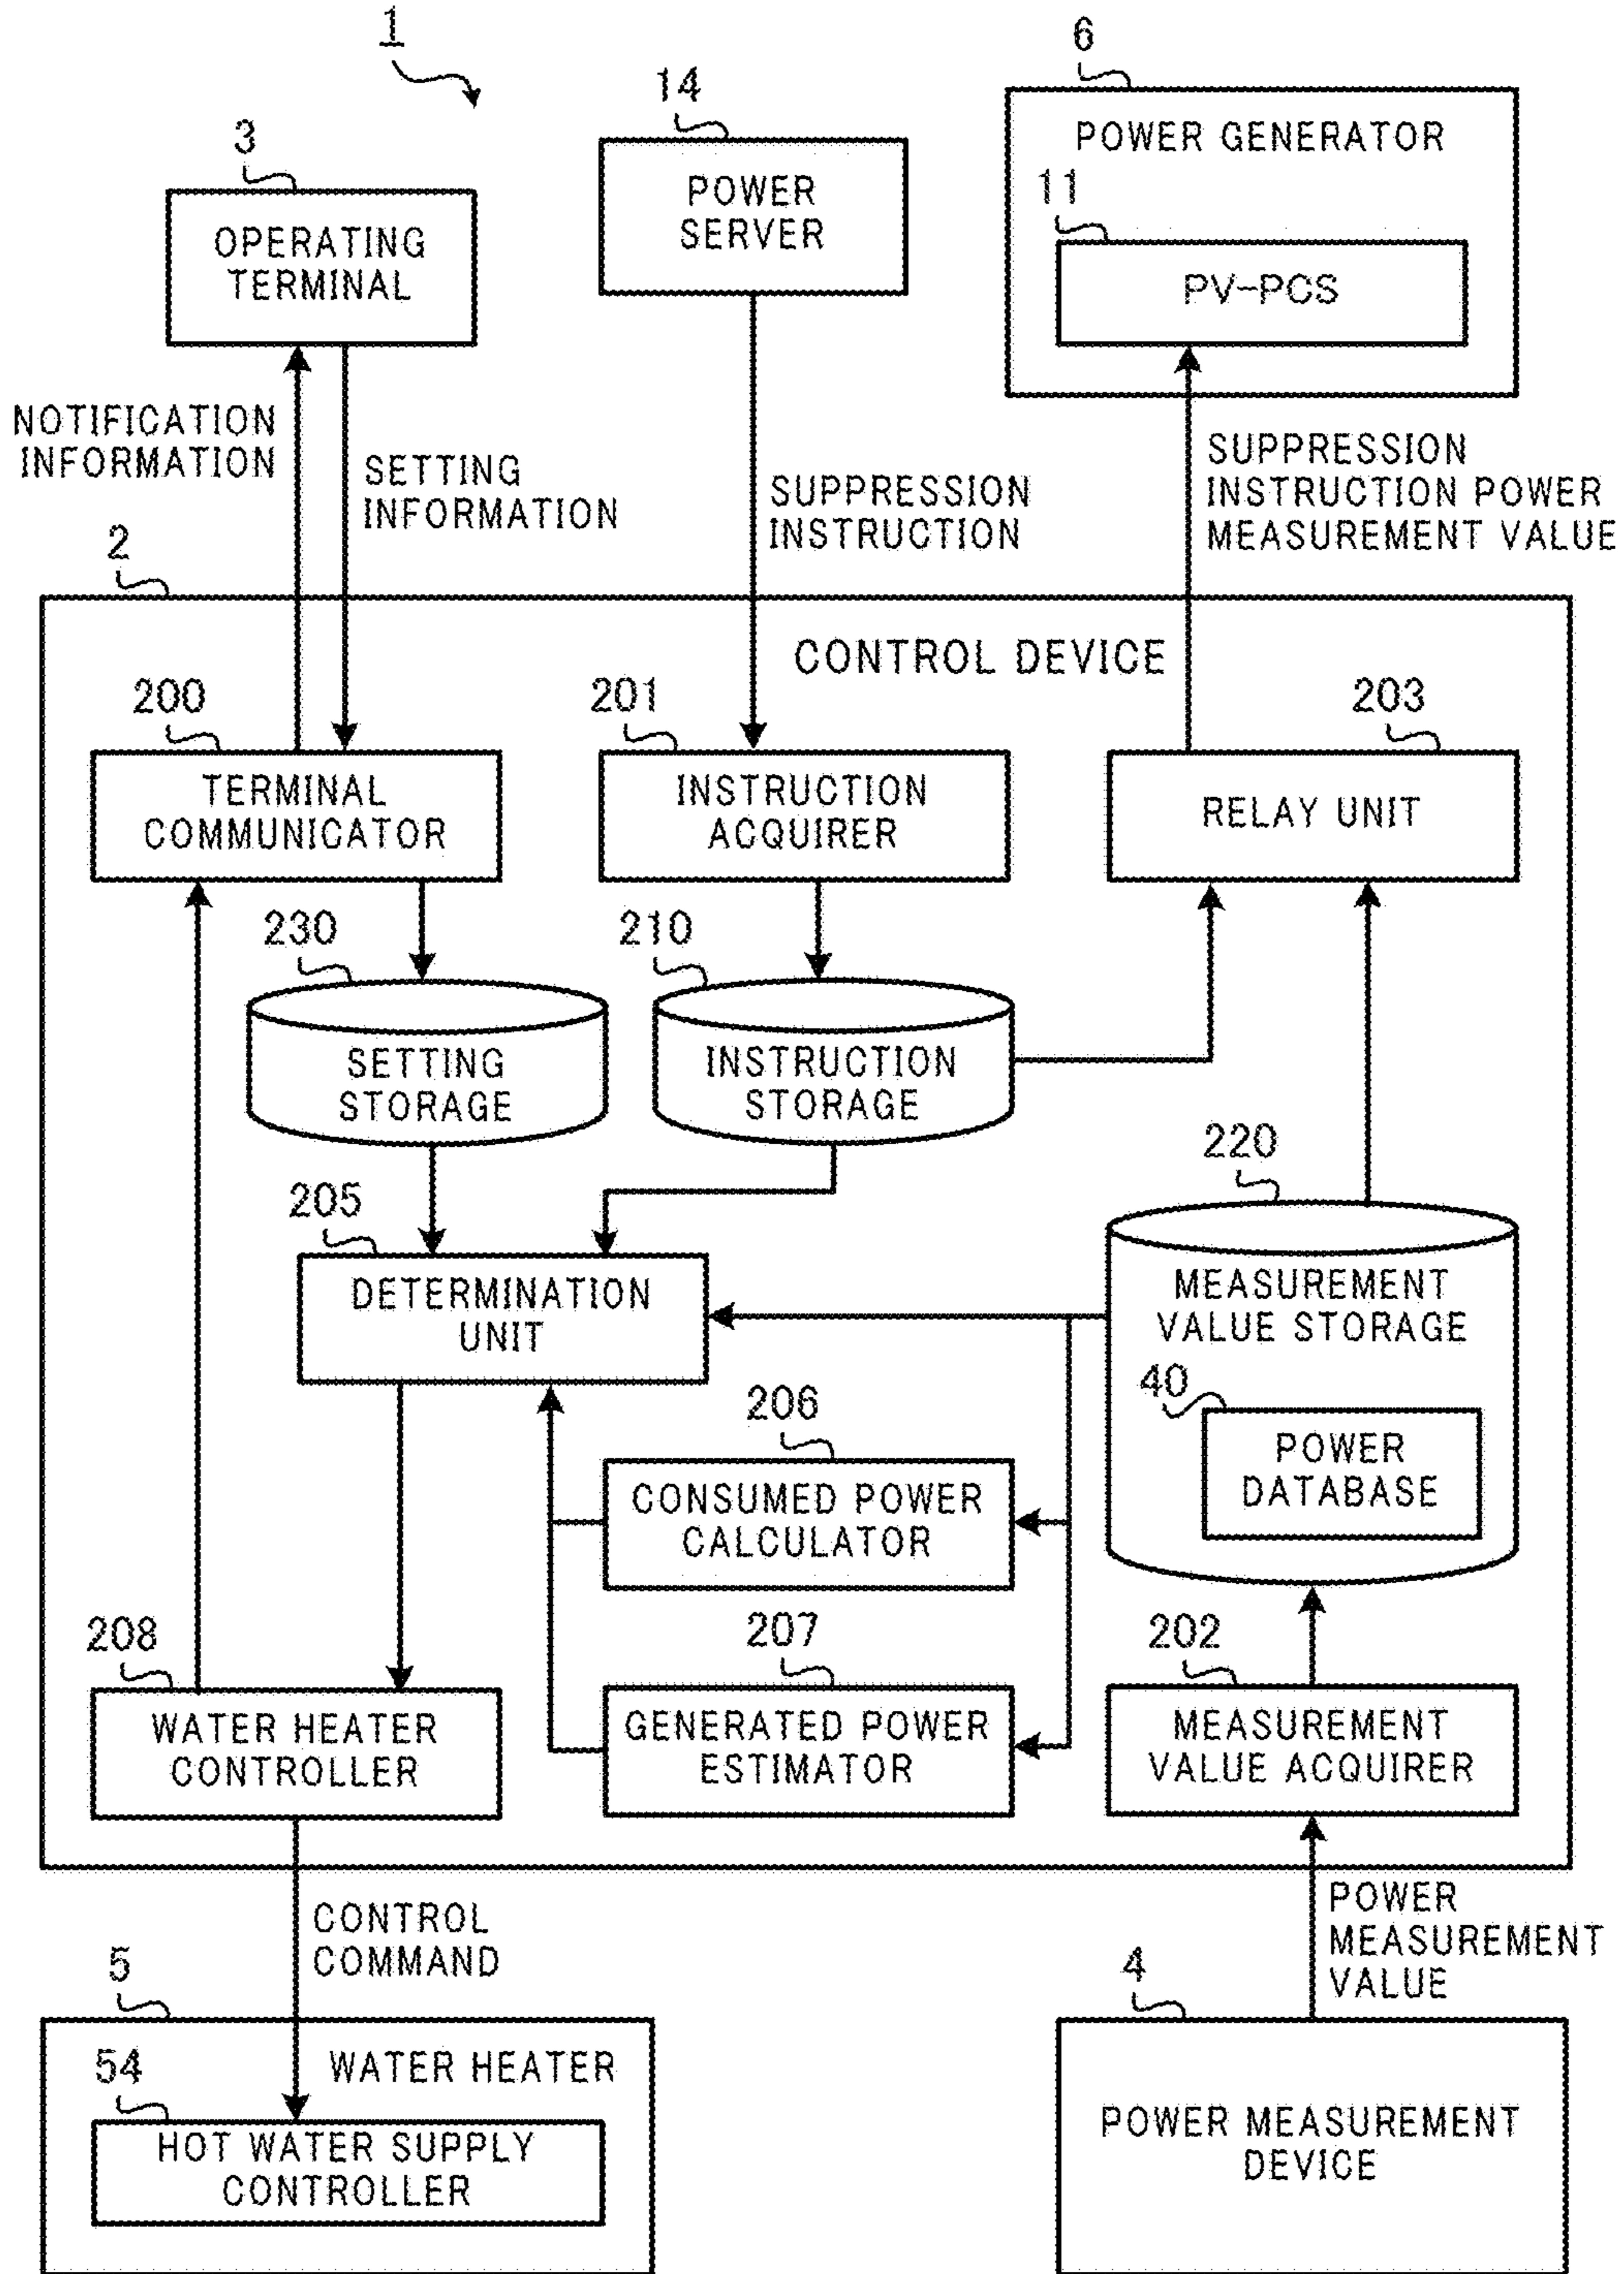 1
6
14
POWER GENERATOR
3
POWER
SERVER
11
PV-PCS
OPERATING
TERMINAL
NOTIFICATION
INFORMATION
SETTING
INFORMATION
SUPPRESSION
INSTRUCTION
SUPPRESSION
INSTRUCTION POWER
MEASUREMENT VALUE
2
CONTROL DEVICE
200
201
203
TERMINAL
COMMUNICATOR
INSTRUCTION
ACQUIRER
RELAY UNIT
230
210
SETTING
STORAGE
INSTRUCTION
STORAGE
220
205
DETERMINATION
UNIT
MEASUREMENT
VALUE STORAGE
40
POWER
DATABASE
206
CONSUMED POWER
CALCULATOR
208
207
202
WATER HEATER
CONTROLLER
GENERATED POWER
ESTIMATOR
MEASUREMENT
VALUE ACQUIRER
CONTROL
COMMAND
POWER
MEASUREMENT
VALUE
5
4
WATER HEATER
54
HOT WATER SUPPLY
CONTROLLER
POWER MEASUREMENT
DEVICE